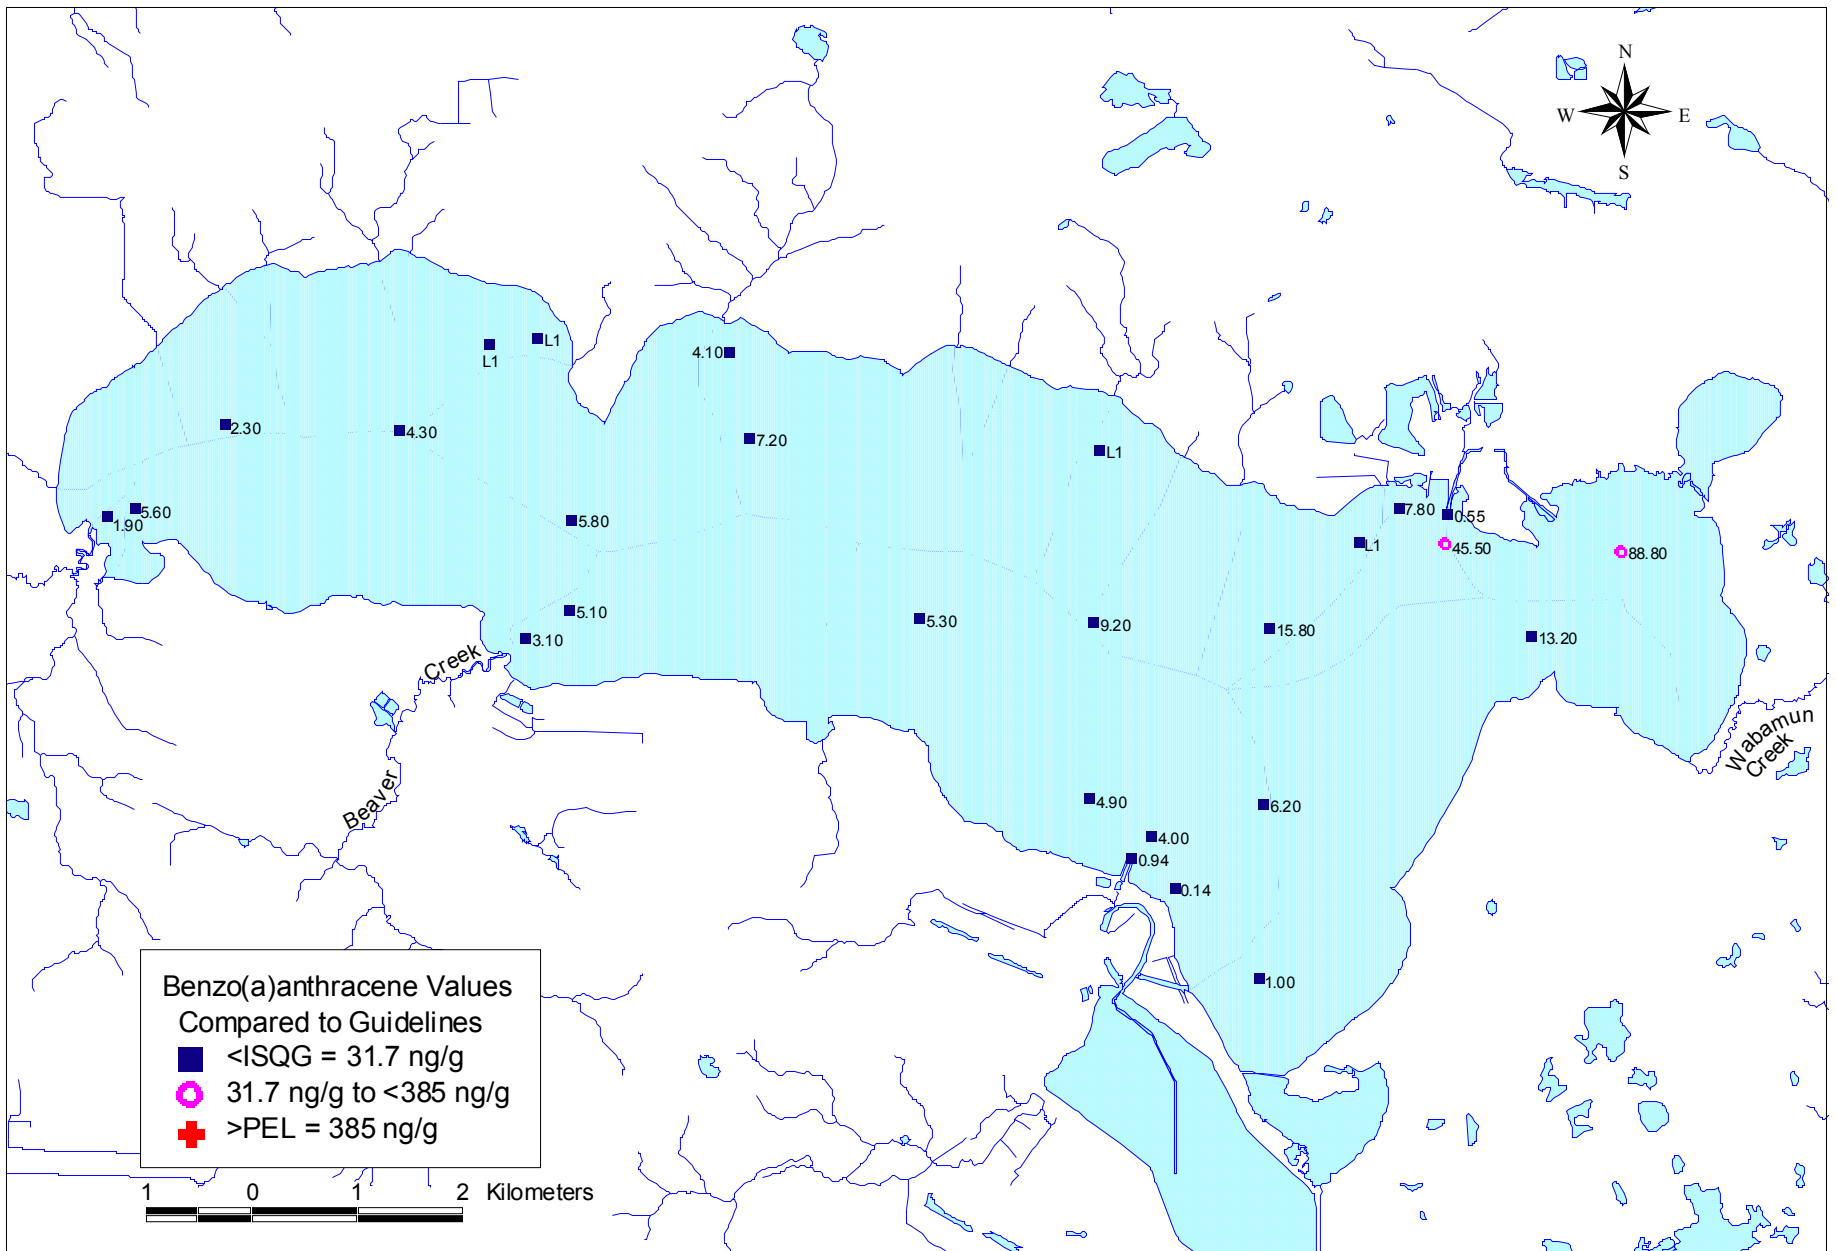 N
W E
S
L1
L1
4.10
2.30
4.30
7.20
L1
5.60
1.90
5.80
7.80
0.55
L1
45.50
88.80
5.10
3.10
5.30
9.20
15.80
13.20
Creek
Beaver
Wabamun
Creek
4.90
6.20
4.00
0.94
0.14
1.00
Benzo(a)anthracene Values
Compared to Guidelines
<ISQG = 31.7 ng/g
31.7 ng/g to <385 ng/g
>PEL = 385 ng/g
1 0 1 2 Kilometers